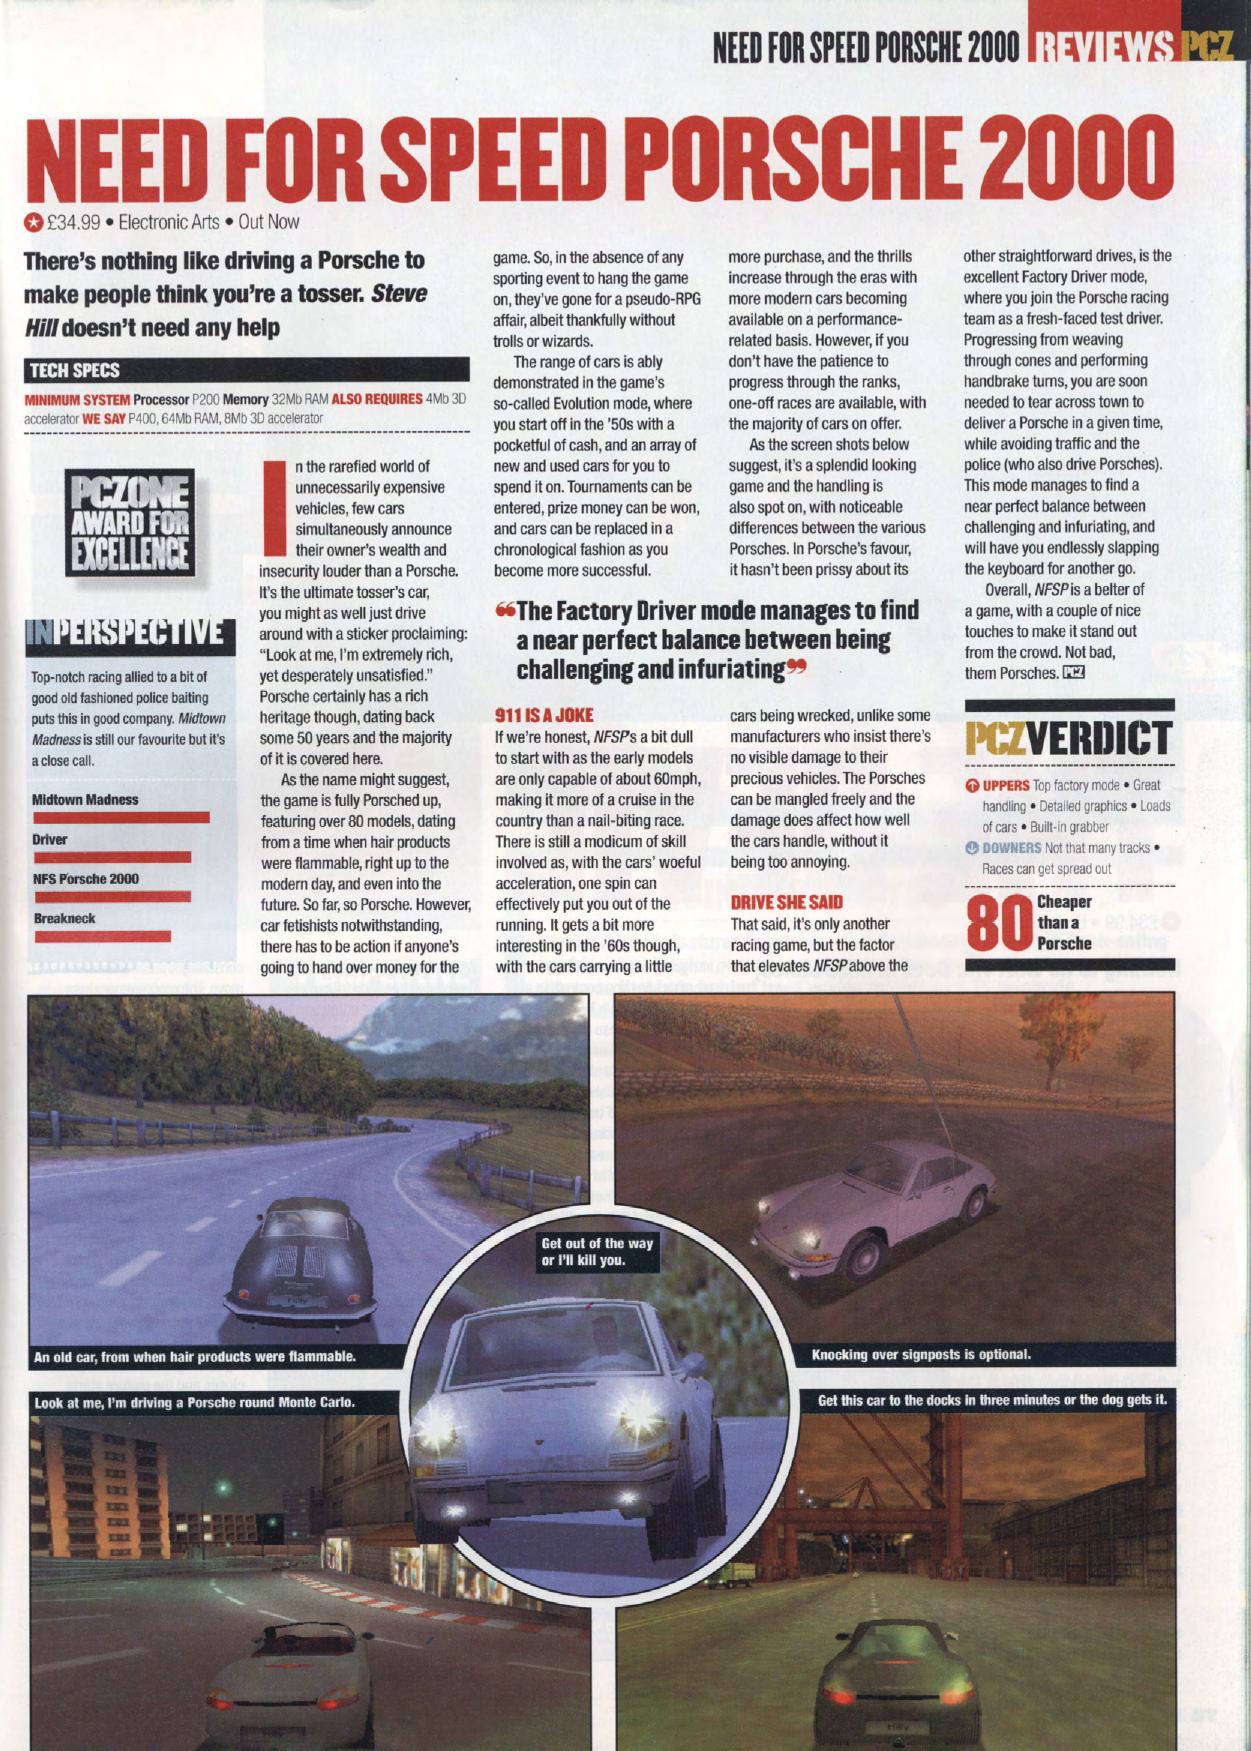 NEED FOR SPEED PORSCHE 2000 REVIEWS PCZ
NEED FOR SPEED PORSCHE 2000
£34.99 • Electronic Arts • Out Now
There's nothing like driving a Porsche to
make people think you're a tosser. Steve
Hill doesn't need any help
TECH SPECS
MINIMUM SYSTEM Processor P200 Memory 32Mb RAM ALSO REQUIRES 4Mb 3D
accelerator WE SAY P400, 64Mb RAM, 8Mb 3D accelerator
PCZONE
AWARD FOR
EXCELLENCE
INPERSPECTIVE
Top-notch racing allied to a bit of
good old fashioned police baiting
puts this in good company. Midtown
Madness is still our favourite but it's
a close call.
Midtown Madness
Driver
NFS Porsche 2000
Breakneck
In the rarefied world of
unnecessarily expensive
vehicles, few cars
simultaneously announce
their owner's wealth and
insecurity louder than a Porsche.
It's the ultimate tosser's car,
you might as well just drive
around with a sticker proclaiming:
"Look at me, I'm extremely rich,
yet desperately unsatisfied."
Porsche certainly has a rich
heritage though, dating back
some 50 years and the majority
of it is covered here.
As the name might suggest,
the game is fully Porsched up,
featuring over 80 models, dating
from a time when hair products
were flammable, right up to the
modern day, and even into the
future. So far, so Porsche. However,
car fetishists notwithstanding,
there has to be action if anyone's
going to hand over money for the
game. So, in the absence of any
sporting event to hang the game
on, they've gone for a pseudo-RPG
affair, albeit thankfully without
trolls or wizards.
The range of cars is ably
demonstrated in the game's
so-called Evolution mode, where
you start off in the '50s with a
pocketful of cash, and an array of
new and used cars for you to
spend it on. Tournaments can be
entered, prize money can be won,
and cars can be replaced in a
chronological fashion as you
become more successful.
“The Factory Driver mode manages to find
a near perfect balance between being
challenging and infuriating”
911 IS A JOKE
If we're honest, NFSP's a bit dull
to start with as the early models
are only capable of about 60mph,
making it more of a cruise in the
country than a nail-biting race.
There is still a modicum of skill
involved as, with the cars' woeful
acceleration, one spin can
effectively put you out of the
running. It gets a bit more
interesting in the '60s though,
with the cars carrying a little
more purchase, and the thrills
increase through the eras with
more modern cars becoming
available on a performance-
related basis. However, if you
don't have the patience to
progress through the ranks,
one-off races are available, with
the majority of cars on offer.
As the screen shots below
suggest, it's a splendid looking
game and the handling is
also spot on, with noticeable
differences between the various
Porsches. In Porsche's favour,
it hasn't been prissy about its
cars being wrecked, unlike some
manufacturers who insist there's
no visible damage to their
precious vehicles. The Porsches
can be mangled freely and the
damage does affect how well
the cars handle, without it
being too annoying.
DRIVE SHE SAID
That said, it's only another
racing game, but the factor
that elevates NFSP above the
other straightforward drives, is the
excellent Factory Driver mode,
where you join the Porsche racing
team as a fresh-faced test driver.
Progressing from weaving
through cones and performing
handbrake turns, you are soon
needed to tear across town to
deliver a Porsche in a given time,
while avoiding traffic and the
police (who also drive Porsches).
This mode manages to find a
near perfect balance between
challenging and infuriating, and
will have you endlessly slapping
the keyboard for another go.
Overall, NFSP is a belter of
a game, with a couple of nice
touches to make it stand out
from the crowd. Not bad,
them Porsches. PCZ
PCZVERDICT
UPPERS Top factory mode • Great
handling • Detailed graphics • Loads
of cars • Built-in grabber
DOWNERS Not that many tracks •
Races can get spread out
80 Cheaper
than a
Porsche
Get out of the way
or I'll kill you.
An old car, from when hair products were flammable.
Knocking over signposts is optional.
Look at me, I'm driving a Porsche round Monte Carlo.
Get this car to the docks in three minutes or the dog gets it.
Hilly
Hilly
Hilly